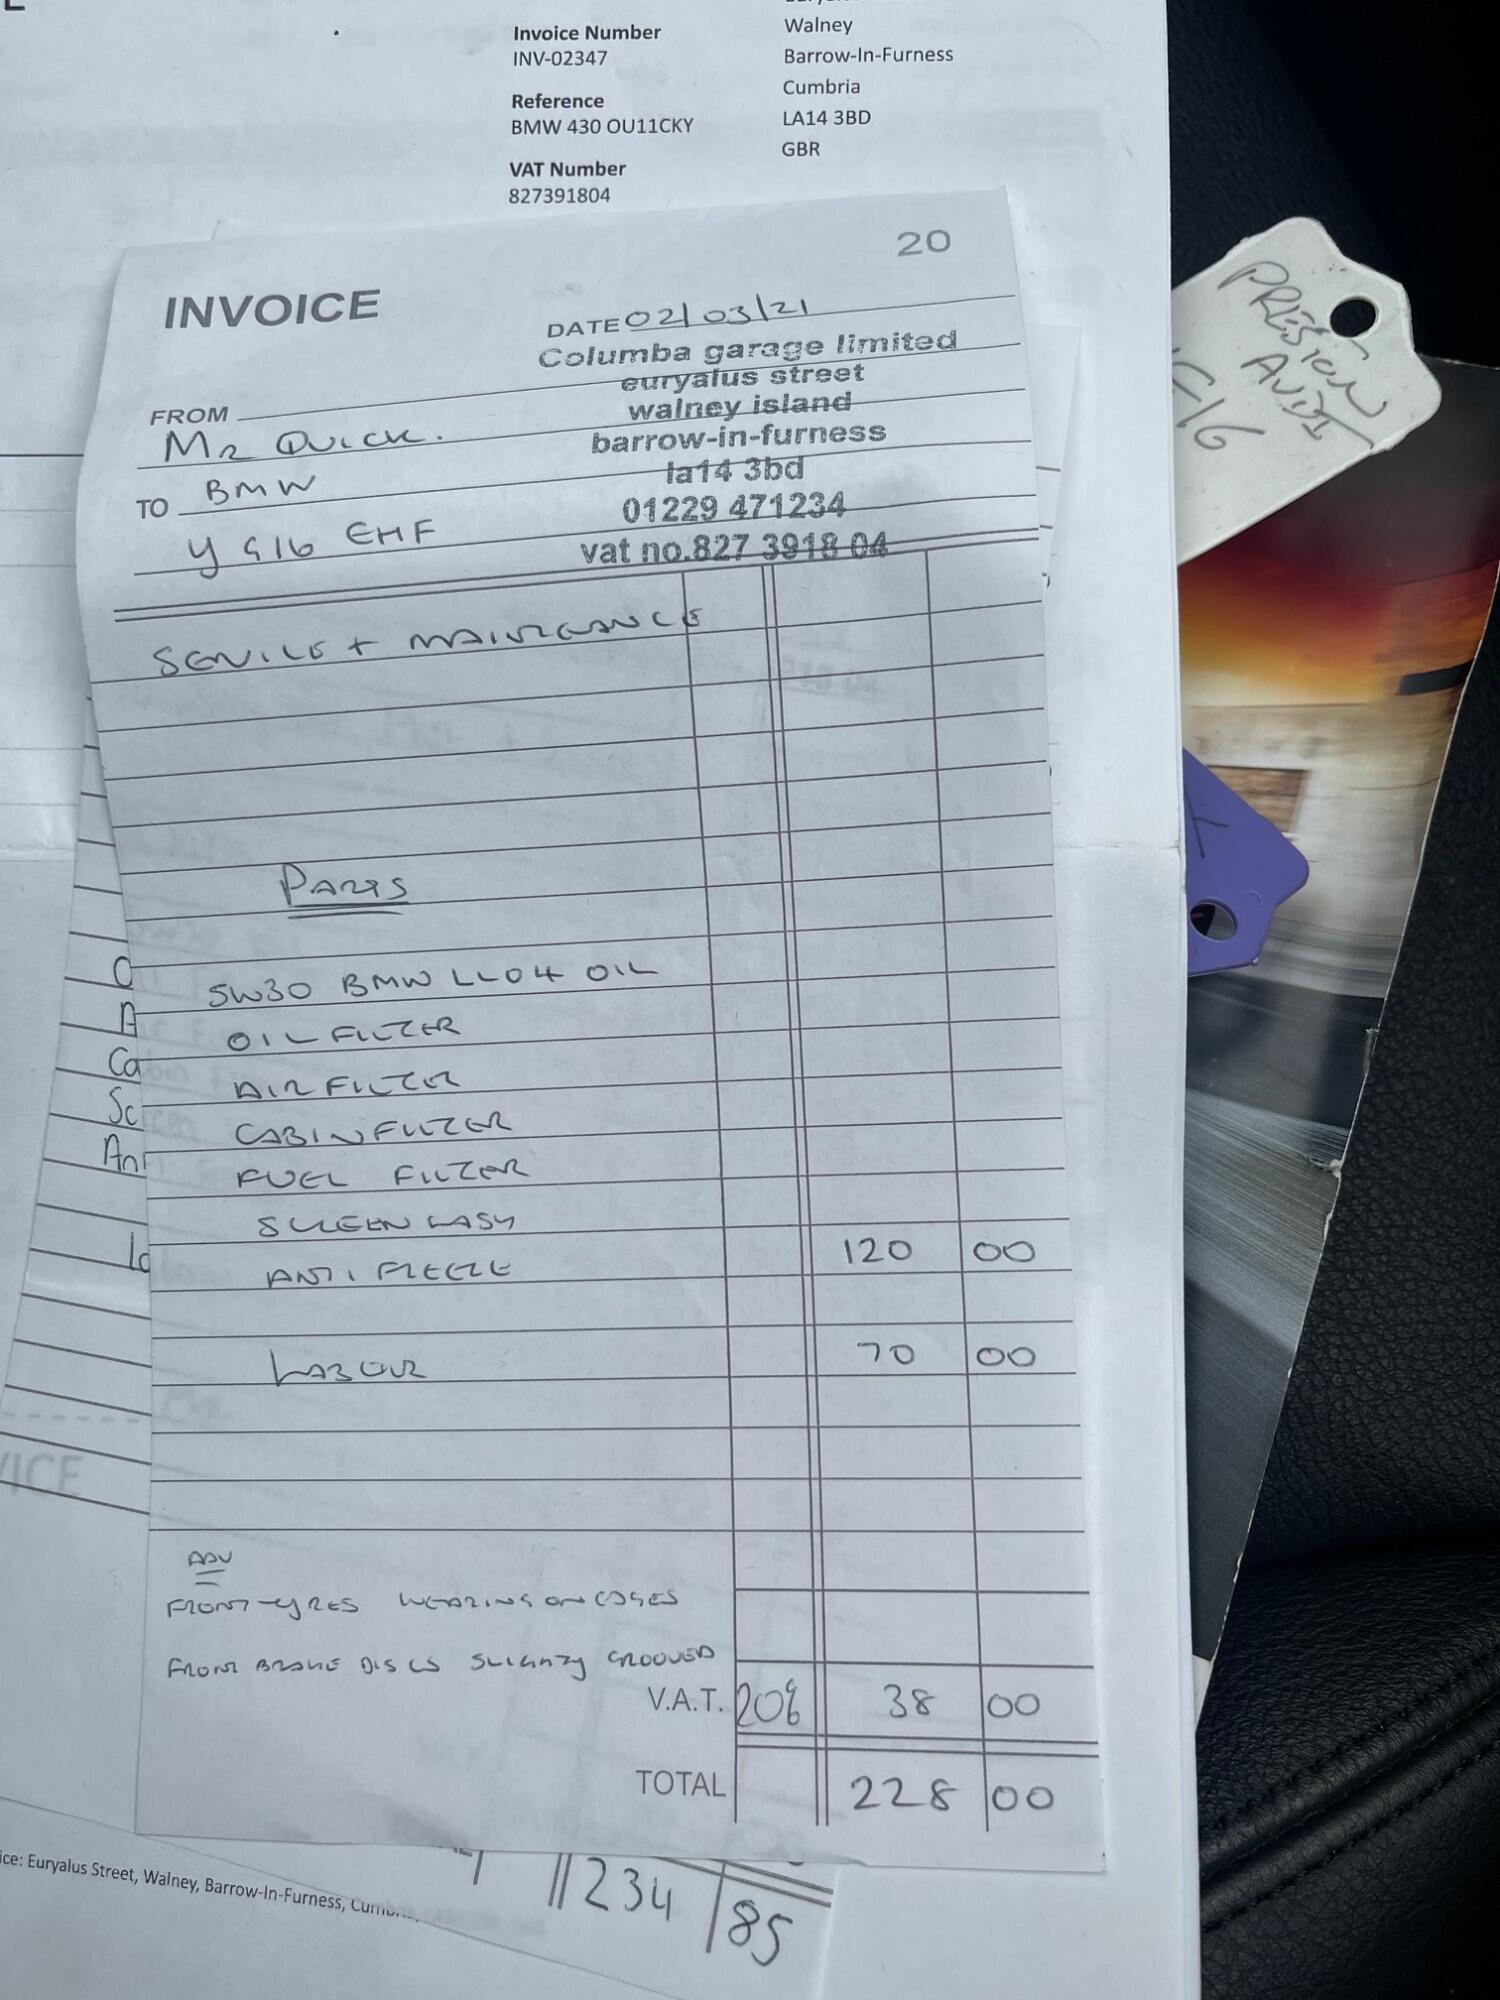 Invoice Number
INV-02347
Reference
BMW 430 OU11CKY
VAT Number
827391804
Walney
Barrow-In-Furness
Cumbria
LA14 3BD
GBR
20
INVOICE
DATE 02/03/21
Columba garage limited
euryalus street
walney island
barrow-in-furness
la14 3bd
01229 471234
vat no.827 3918 04
FROM
Mr Quick.
TO BMW
EHF
SERVICE + MAINTENANCE
PARTS
5W30 BMW LL04 OIL
OIL FILTER
AIR FILTER
CABIN FILTER
FUEL FILTER
SCREEN WASH
ANTI FREEZE 120 00
LABOUR 70 00
ADV
FRONT TYRES WEARING ON EDGES
FRONT BRAKE DISCS SLIGHTLY GROOVED
V.A.T. 20% 38 00
TOTAL 228 00
O
A
Ca
Sc
An
VICE
ice: Euryalus Street, Walney, Barrow-In-Furness,
234 85
AUDI